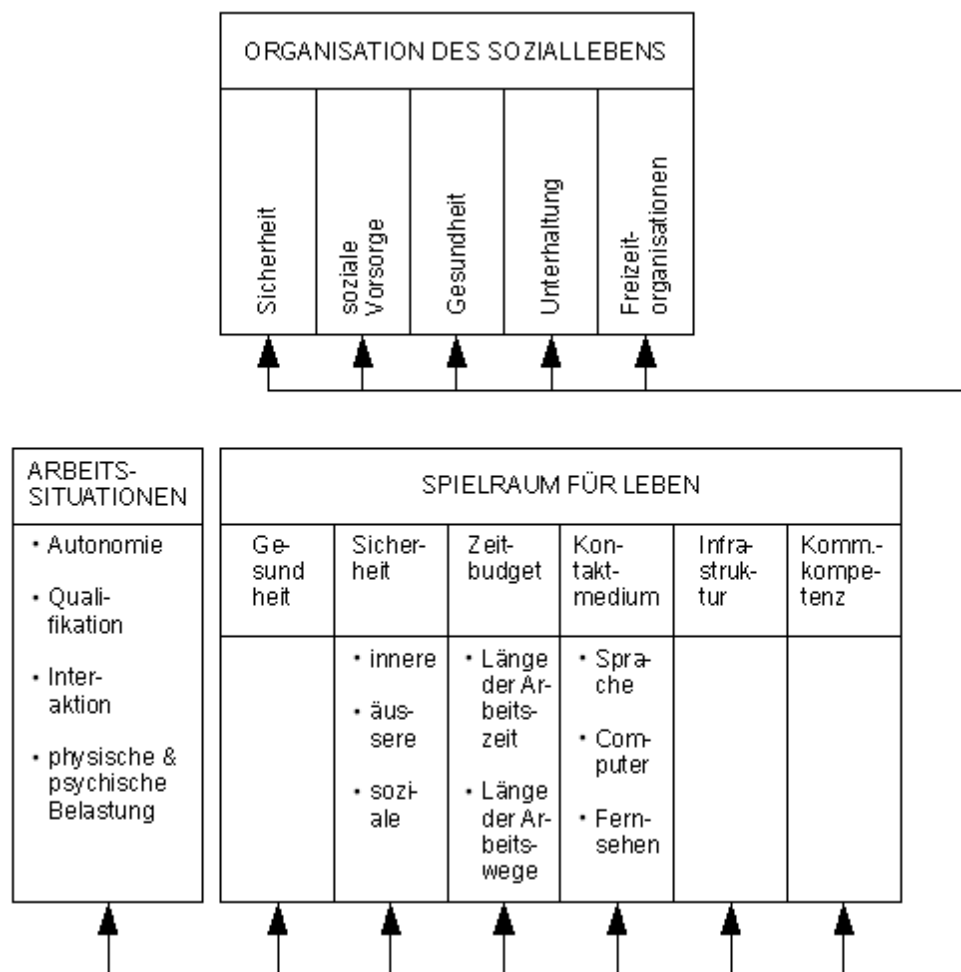 ORGANISATION DES SOZIALLEBENS
Sicherheit
soziale
Vorsorge
Gesundheit
Unterhaltung
Freizeit-
organisationen
ARBEITS-
SITUATIONEN
• Autonomie
• Quali-
fikation
• Inter-
aktion
• physische &
psychische
Belastung
SPIELRAUM FÜR LEBEN
Ge-
sund
heit
Sicher-
heit
Zeit-
budget
Kon-
takt-
medium
Infra-
struk-
tur
Komm.-
kompe-
tenz
• innere
• äus-
sere
• sozi-
ale
• Länge
der Ar-
beits-
zeit
• Länge
der Ar-
beits-
wege
• Spra-
che
• Com-
puter
• Fern-
sehen